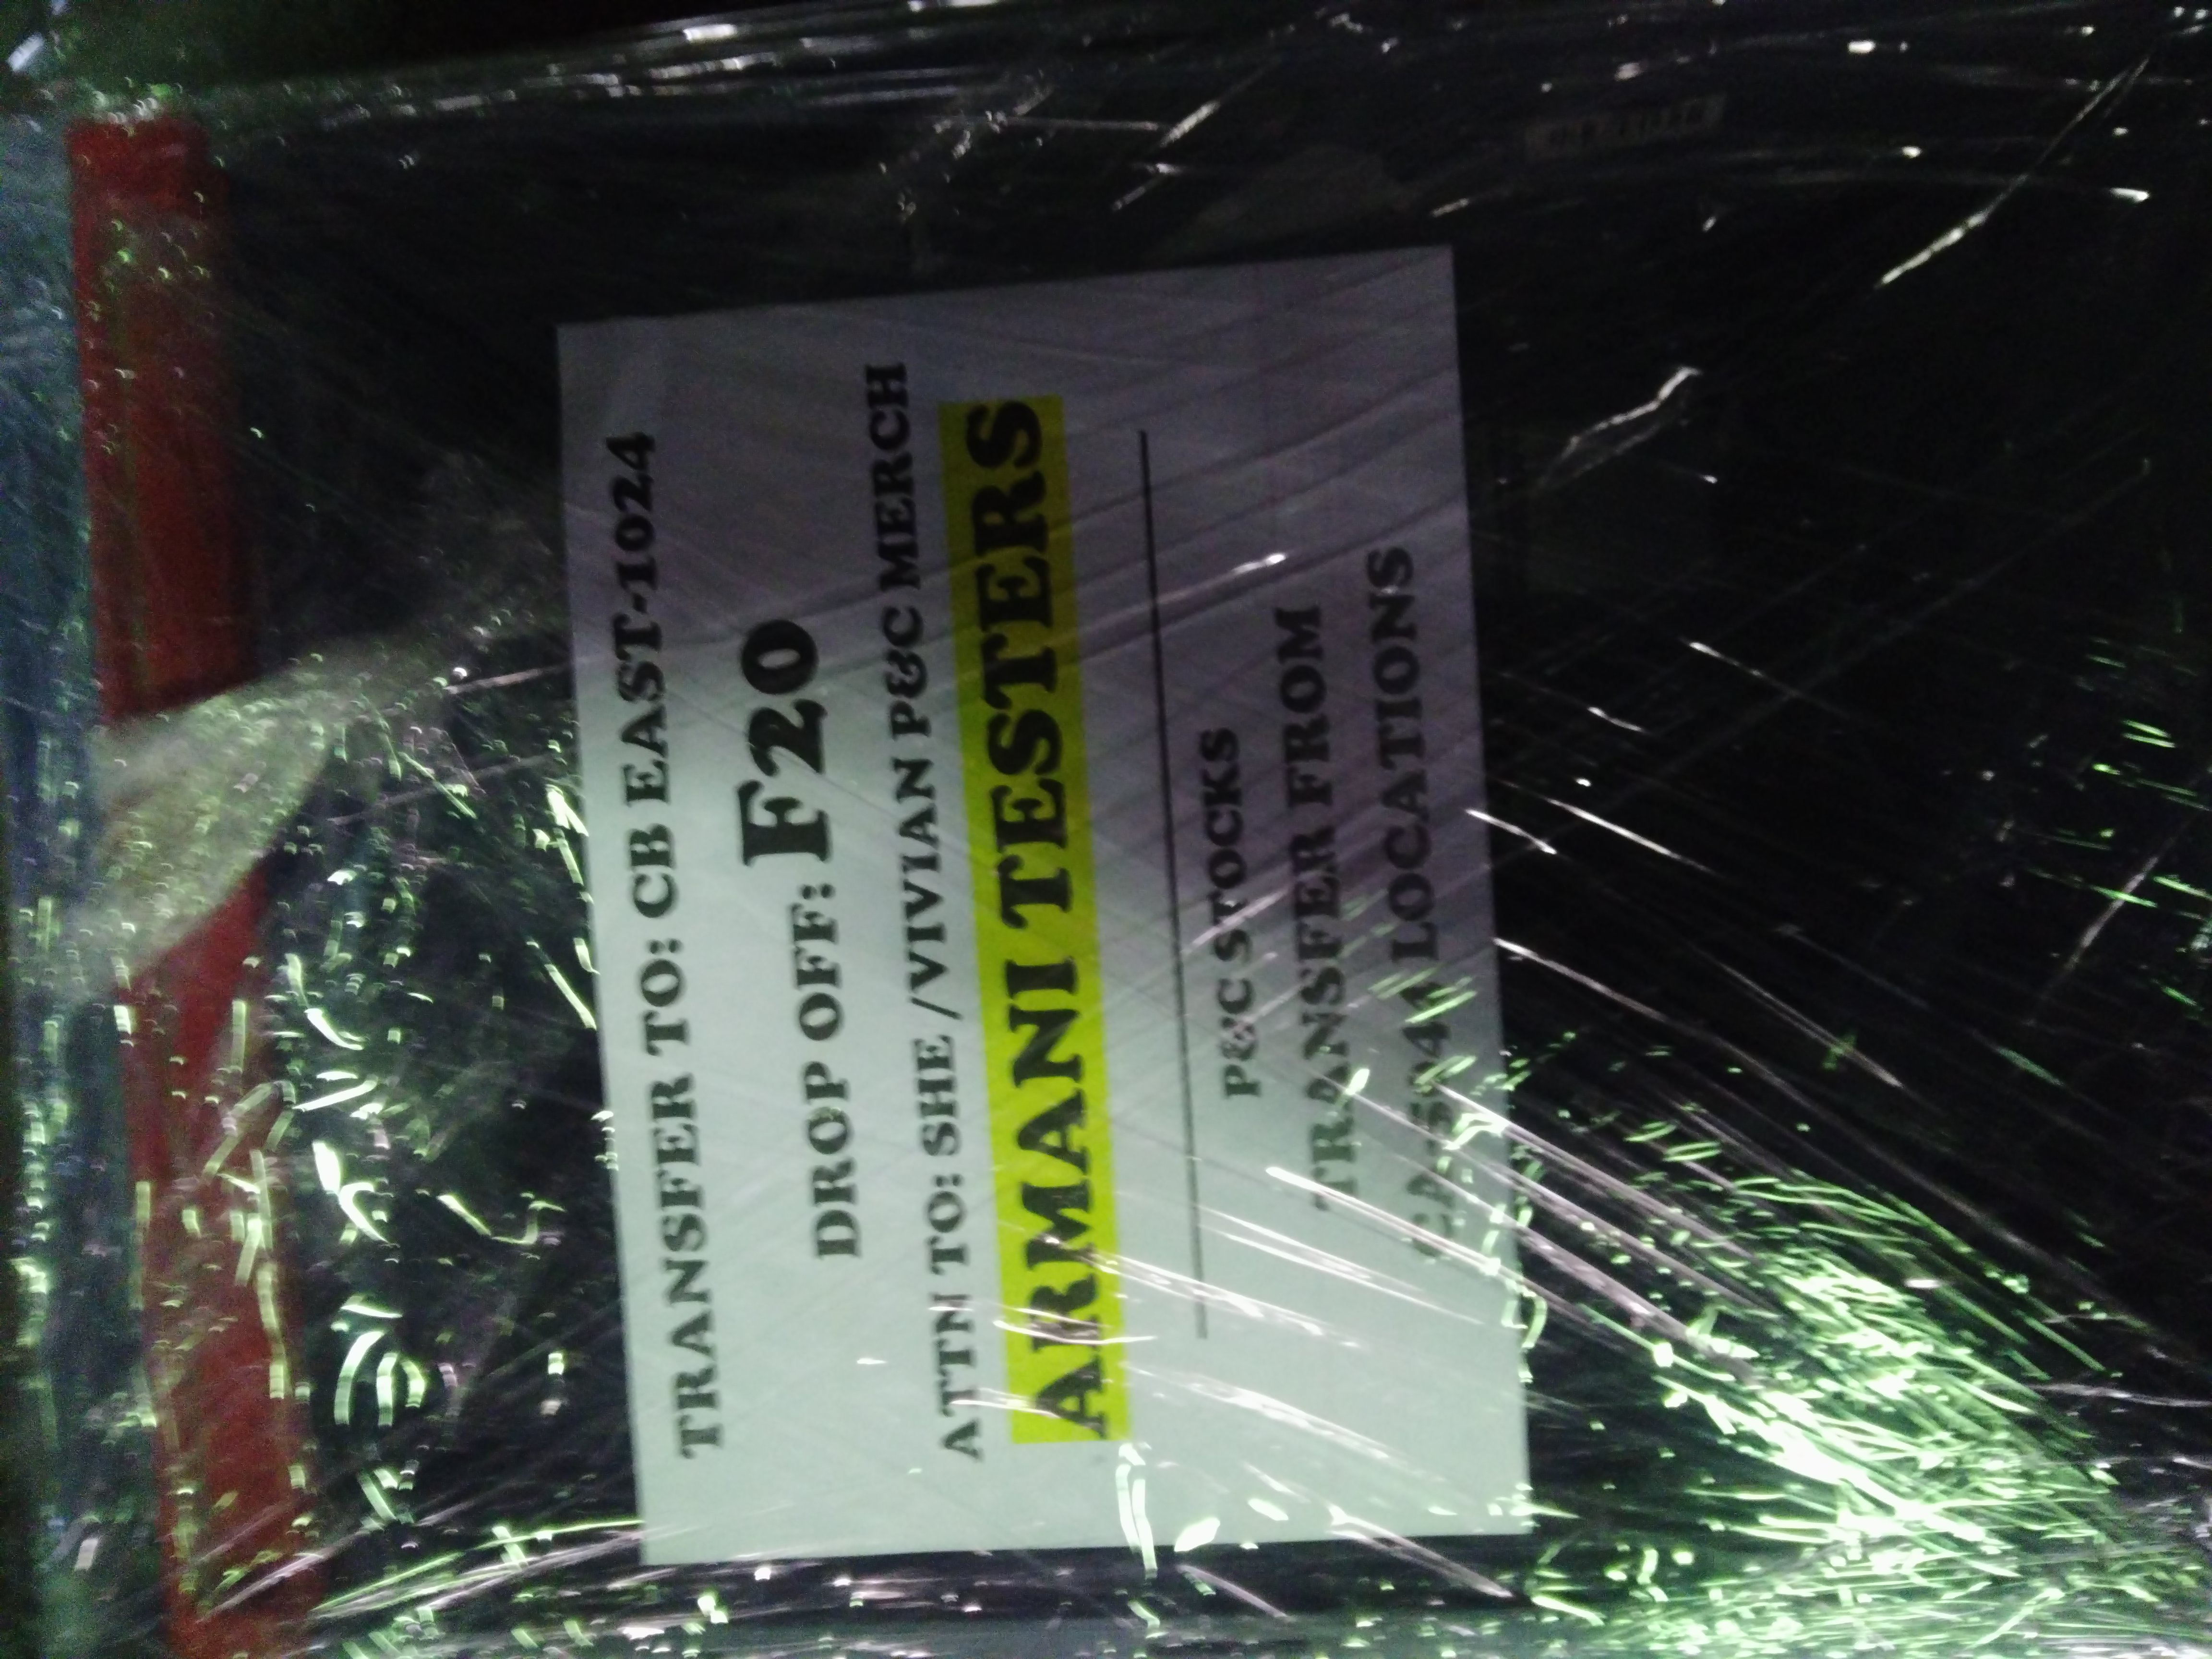 TRANSFER TO: CB EAST-1024
DROP OFF: F20
ATTN TO: SHE /VIVIAN P&C MERCH
ARMANI TESTERS
P&C STOCKS
TRANSFER FROM
LOCATIONS